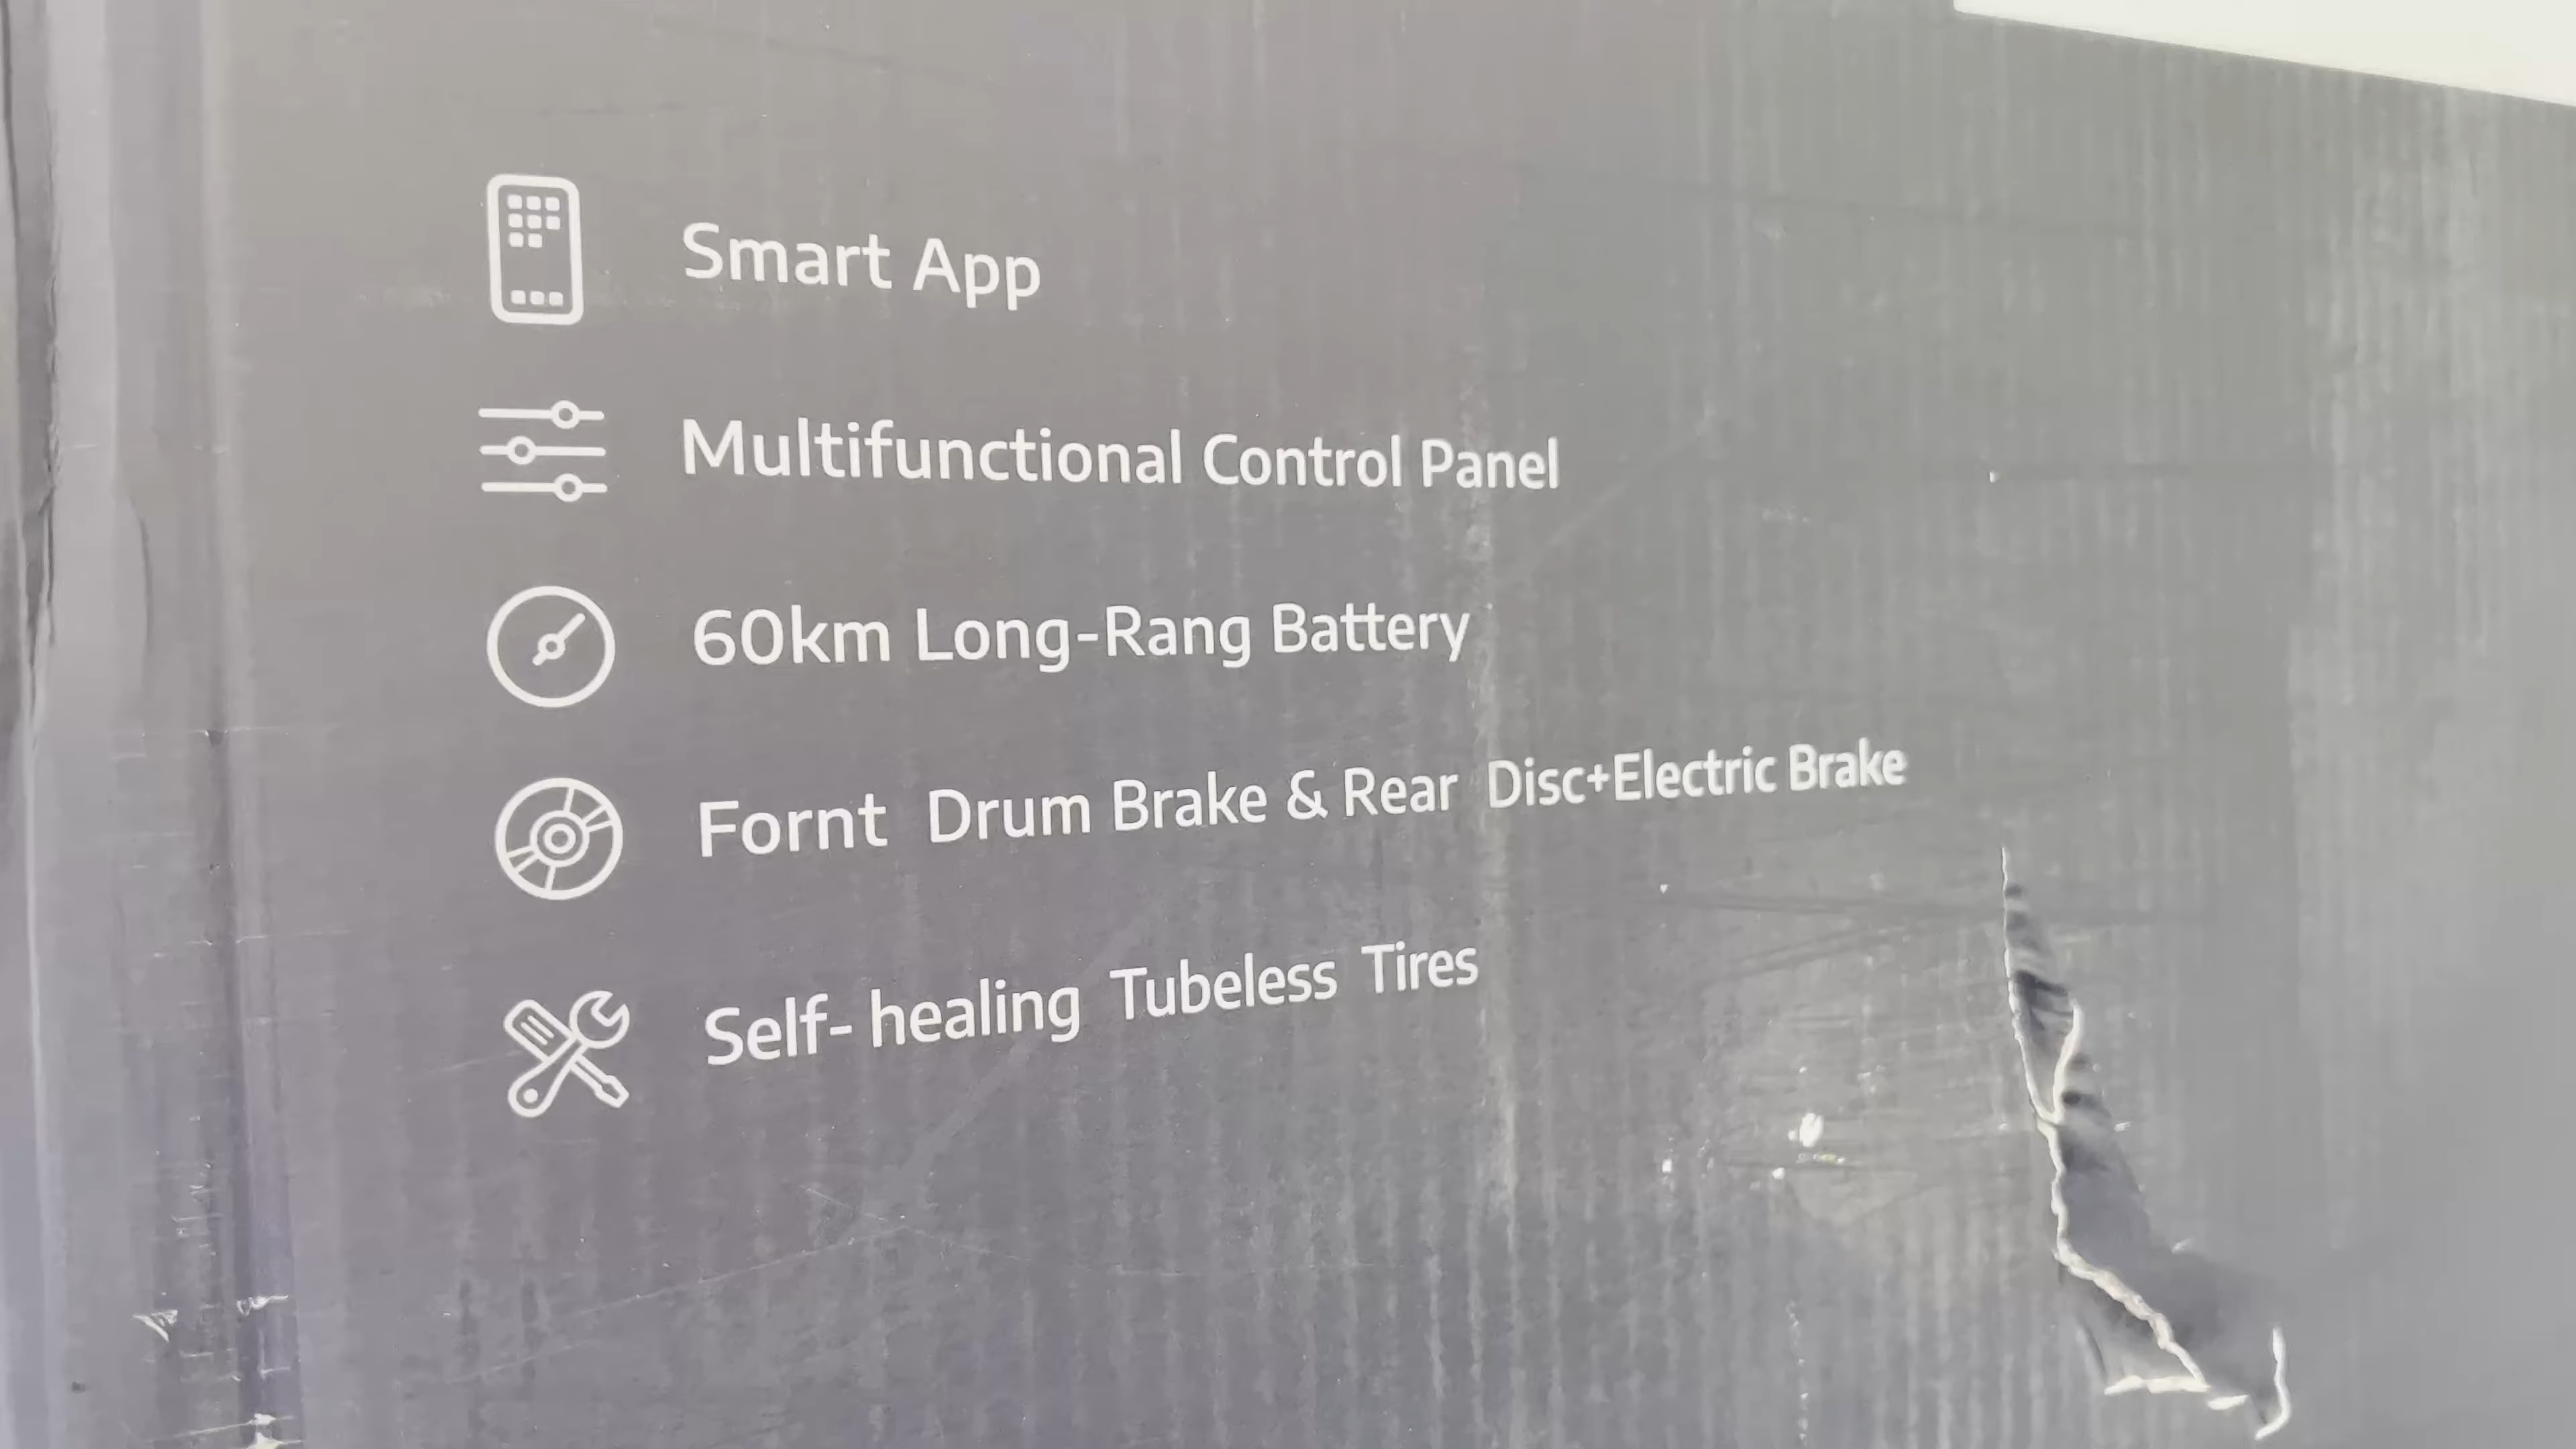 Smart App
Multifunctional Control Panel
60km Long-Rang Battery
Fornt Drum Brake & Rear Disc+Electric Brake
Self- healing Tubeless Tires